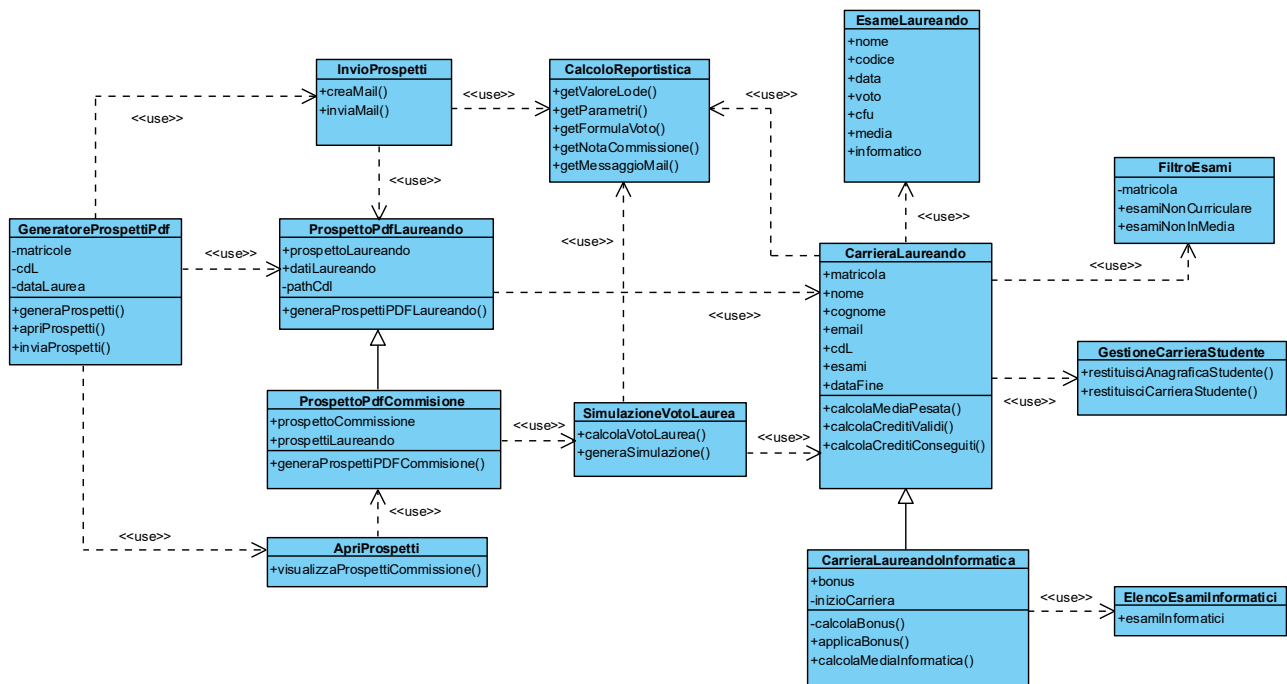 EsameLaureando
+nome
+codice
+data
+voto
+cfu
+media
+informatico
InvioProspetti
+creaMail()
+inviaMail()
<<use>>
CalcoloReportistica
+getValoreLode()
+getParametri()
+getFormulaVoto()
+getNotaCommissione()
+getMessaggioMail()
<<use>>
<<use>>
<<use>>
<<use>>
FiltroEsami
-matricola
+esamiNonCurriculare
+esamiNonInMedia
GeneratoreProspettiPdf
-matricole
-cdL
-dataLaurea
+generaProspetti()
+apriProspetti()
+inviaProspetti()
<<use>>
ProspettoPdfLaureando
+prospettoLaureando
+datiLaureando
-pathCdl
+generaProspettiPDFLaureando()
<<use>>
<<use>>
CarrieraLaureando
+matricola
+nome
+cognome
+email
+cdL
+esami
+dataFine
+calcolaMediaPesata()
+calcolaCreditiValidi()
+calcolaCreditiConseguiti()
<<use>>
GestioneCarrieraStudente
+restituisciAnagraficaStudente()
+restituisciCarrieraStudente()
<<use>>
ProspettoPdfCommisione
+prospettoCommissione
+prospettiLaureando
+generaProspettiPDFCommisione()
<<use>>
SimulazioneVotoLaurea
+calcolaVotoLaurea()
+generaSimulazione()
<<use>>
<<use>>
<<use>>
ApriProspetti
+visualizzaProspettiCommissione()
CarrieraLaureandoInformatica
+bonus
-inizioCarriera
-calcolaBonus()
+applicaBonus()
+calcolaMediaInformatica()
<<use>>
ElencoEsamiInformatici
+esamiInformatici